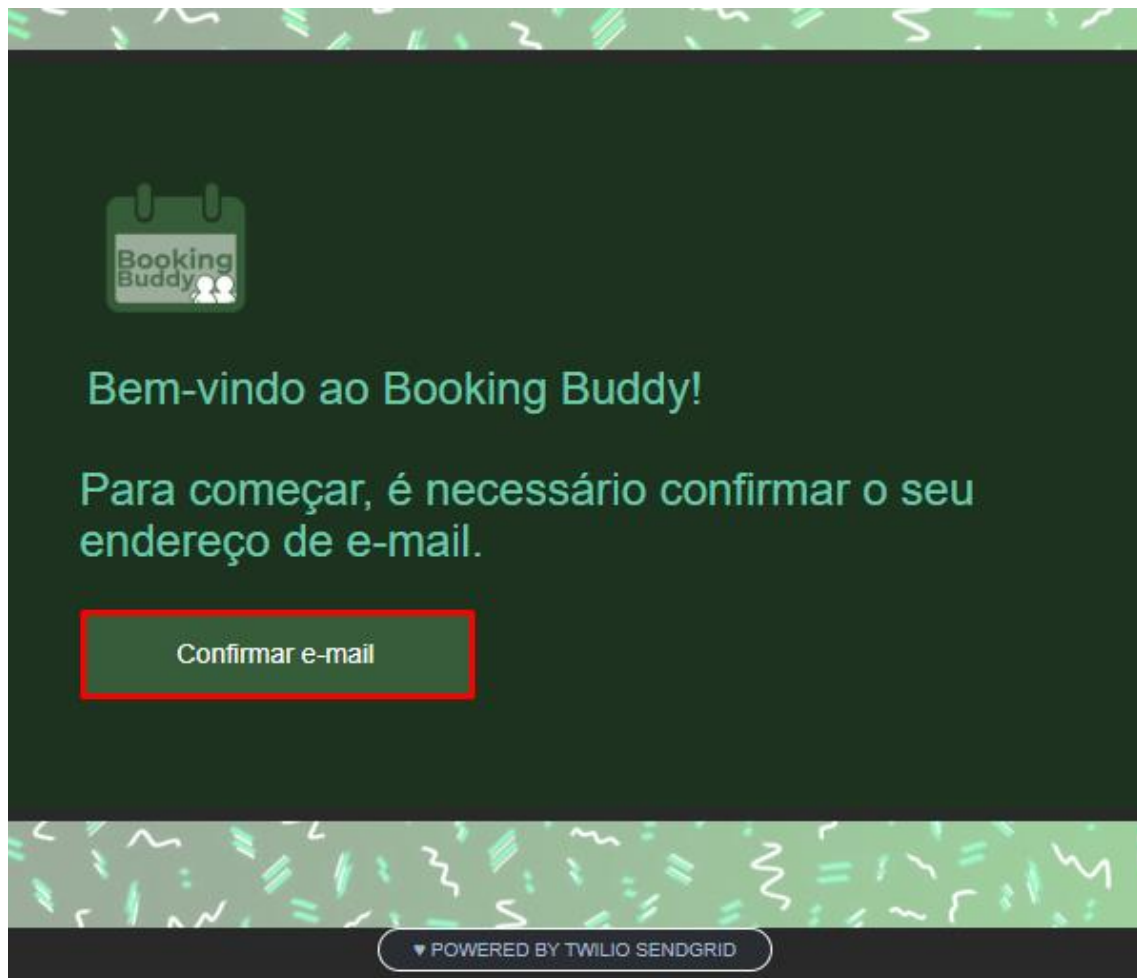 Booking
Buddy
Bem-vindo ao Booking Buddy!
Para começar, é necessário confirmar o seu
endereço de e-mail.
Confirmar e-mail
♥ POWERED BY TWILIO SENDGRID